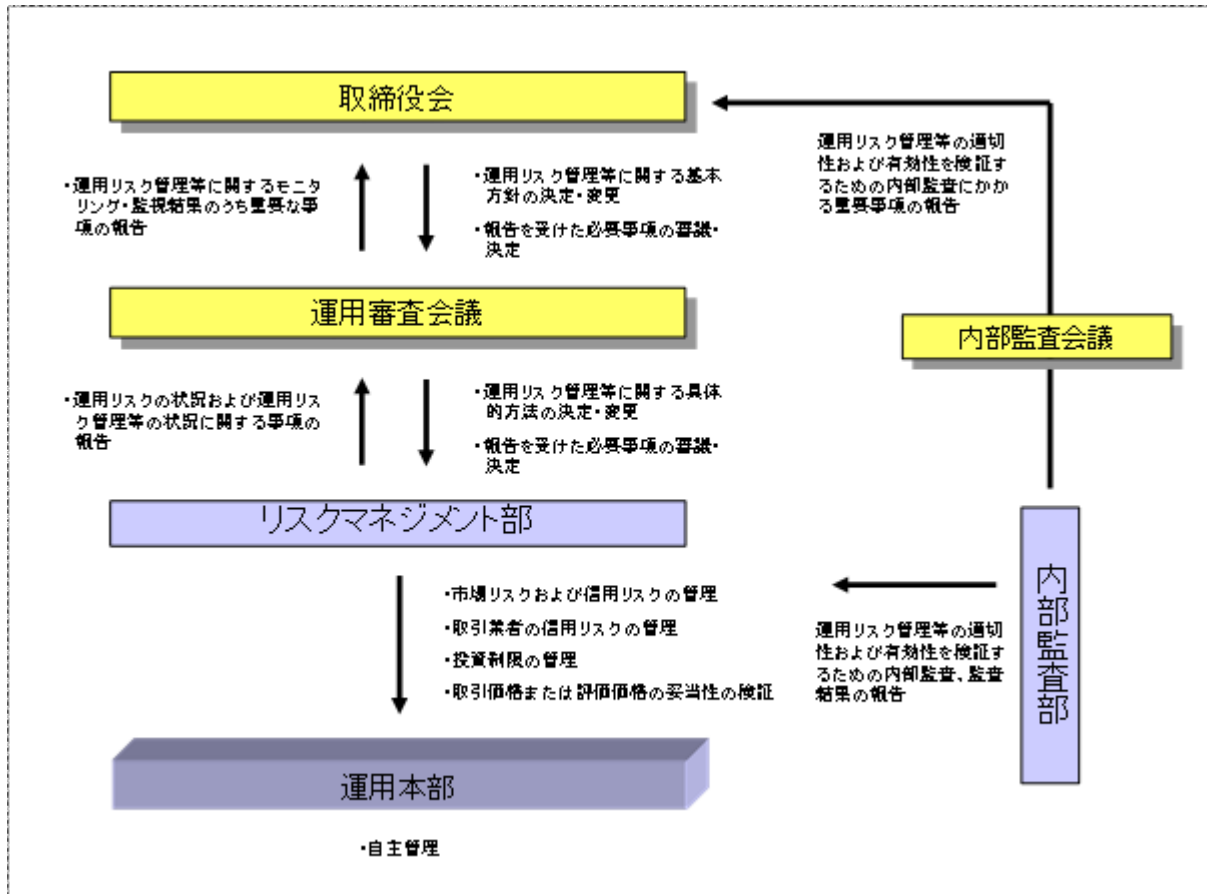 取締役会
・運用リスク管理等に関するモニ
タリング・監視結果のうち重要な事
項の報告
・運用リスク管理等に関する基本
方針の決定・変更
・報告を受けた必要事項の審議・
決定
運用リスク管理等の適切
性および有効性を検証す
るための内部監査にかか
る重要事項の報告
運用審査会議
内部監査会議
・運用リスクの状況および運用リス
ク管理等の状況に関する事項の
報告
・運用リスク管理等に関する具体
的方法の決定・変更
・報告を受けた必要事項の審議・
決定
リスクマネジメント部
・市場リスクおよび信用リスクの管理
・取引業者の信用リスクの管理
・投資制限の管理
・取引価格または評価価格の妥当性の検証
運用リスク管理等の適切
性および有効性を検証す
るための内部監査、監査
結果の報告
内部監査部
運用本部
・自主管理